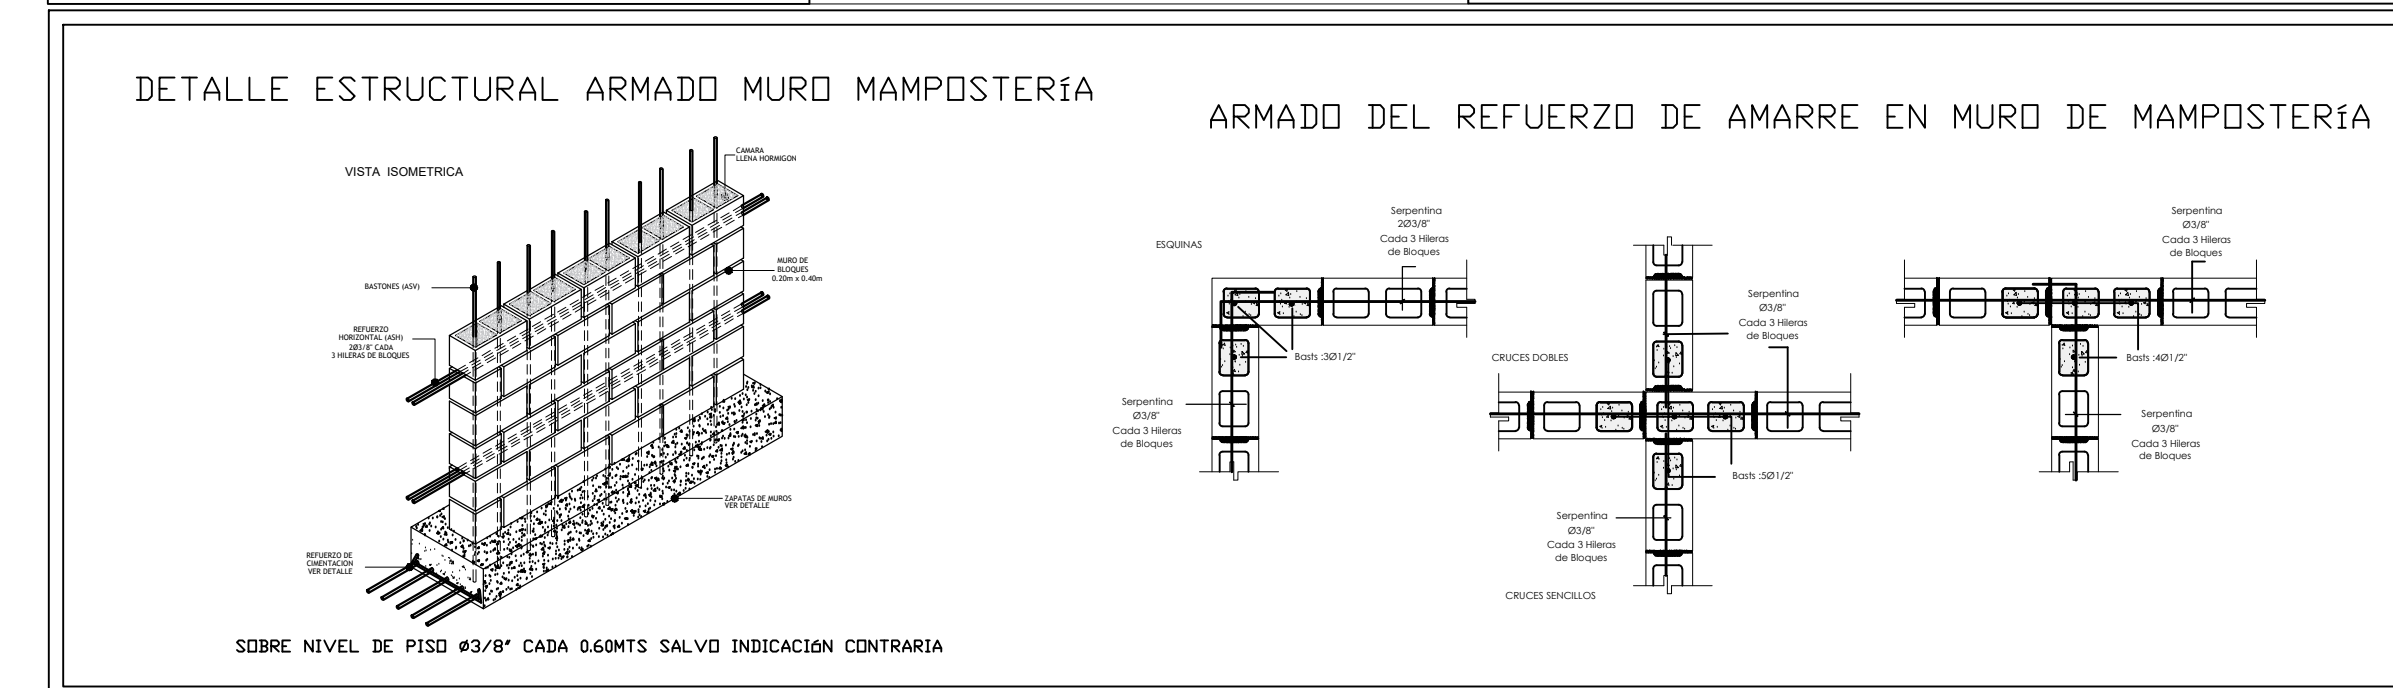 DETALLE ESTRUCTURAL ARMADO MURO MAMPOSTERíA
VISTA ISOMETRICA
CAMARA
LLENA HORMIGON
MURO DE
BLOQUES
0.20m x 0.40m
BASTONES (ASV)
REFUERZO
HORIZONTAL (ASH)
2Ø3/8" CADA
3 HILERAS DE BLOQUES
ZAPATAS DE MUROS
VER DETALLE
REFUERZO DE
CIMENTACION
VER DETALLE
SOBRE NIVEL DE PISO Ø3/8" CADA 0.60MTS SALVO INDICACIóN CONTRARIA
ARMADO DEL REFUERZO DE AMARRE EN MURO DE MAMPOSTERíA
ESQUINAS
Serpentina
2Ø3/8"
Cada 3 Hileras
de Bloques
Basts :3Ø1/2"
Serpentina
Ø3/8"
Cada 3 Hileras
de Bloques
CRUCES DOBLES
Serpentina
Ø3/8"
Cada 3 Hileras
de Bloques
Basts :5Ø1/2"
Serpentina
Ø3/8"
Cada 3 Hileras
de Bloques
CRUCES SENCILLOS
Serpentina
Ø3/8"
Cada 3 Hileras
de Bloques
Basts :4Ø1/2"
Serpentina
Ø3/8"
Cada 3 Hileras
de Bloques